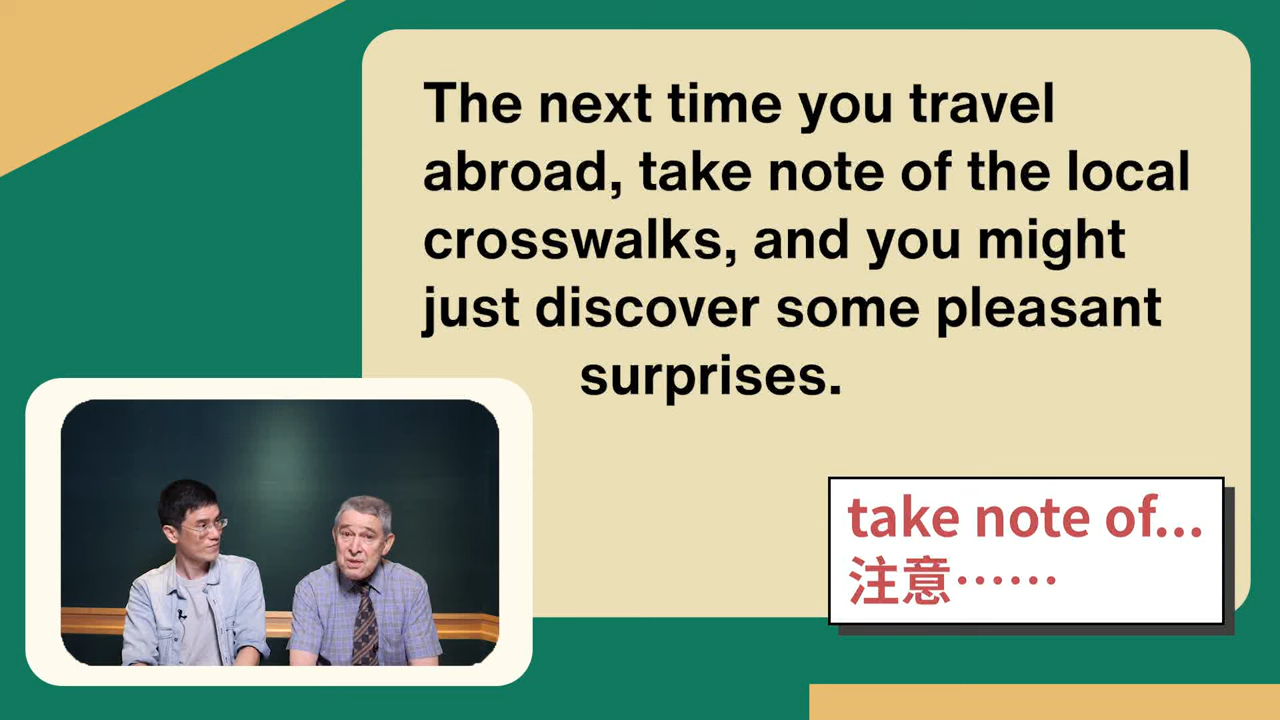 The next time you travel
abroad, take note of the local
crosswalks, and you might
just discover some pleasant
surprises.
take note of...
注意……